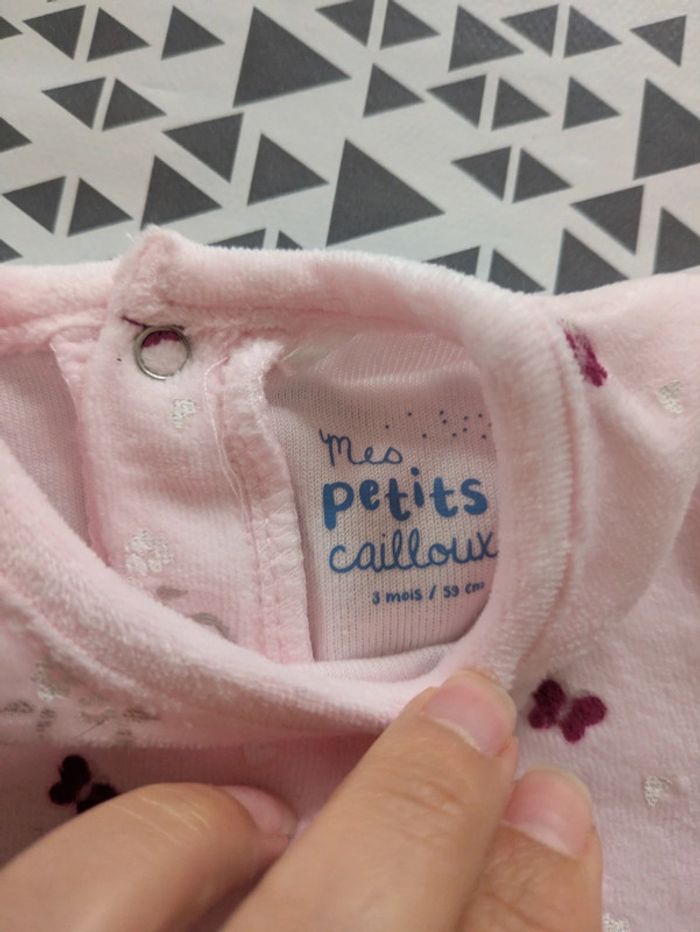 Mes
petits
cailloux
3 mois / 59 cm